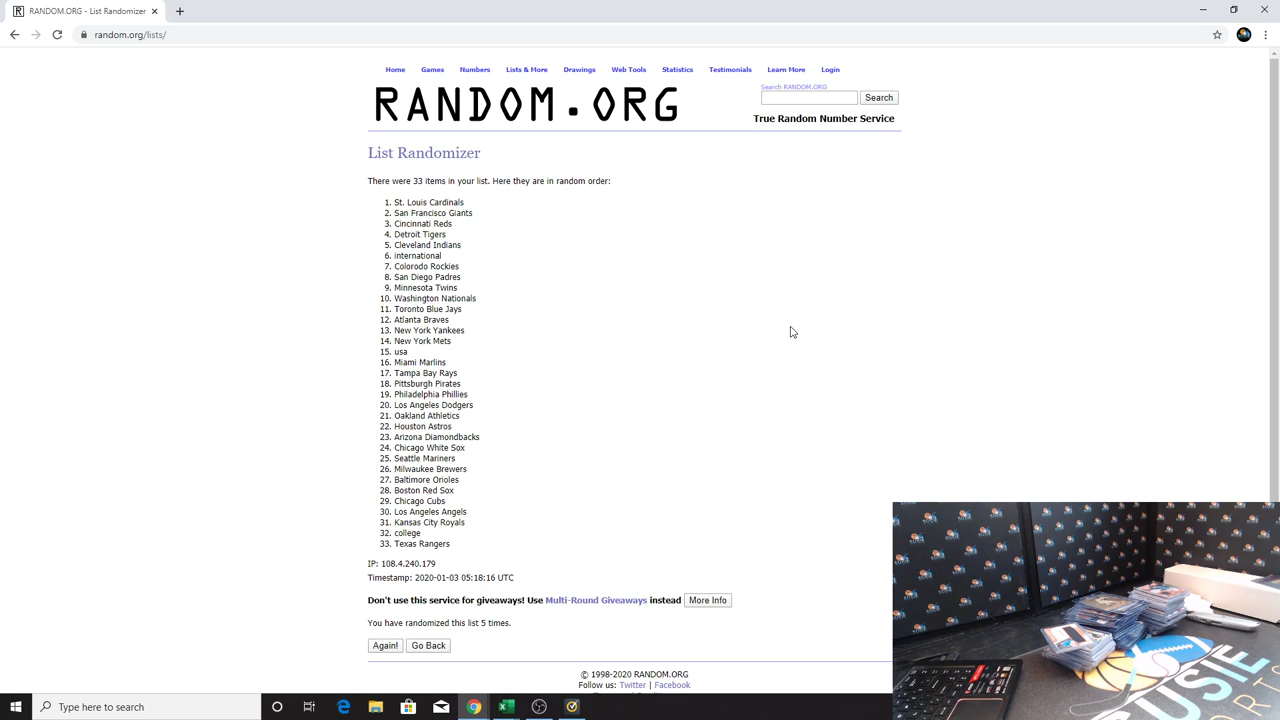 RANDOM.ORG - List Randomizer
random.org/lists/
Home Games Numbers Lists & More Drawings Web Tools Statistics Testimonials Learn More Login
Search RANDOM.ORG
RANDOM.ORG
Search
True Random Number Service
List Randomizer
There were 33 items in your list. Here they are in random order:
1. St. Louis Cardinals
2. San Francisco Giants
3. Cincinnati Reds
4. Detroit Tigers
5. Cleveland Indians
6. international
7. Colorodo Rockies
8. San Diego Padres
9. Minnesota Twins
10. Washington Nationals
11. Toronto Blue Jays
12. Atlanta Braves
13. New York Yankees
14. New York Mets
15. usa
16. Miami Marlins
17. Tampa Bay Rays
18. Pittsburgh Pirates
19. Philadelphia Phillies
20. Los Angeles Dodgers
21. Oakland Athletics
22. Houston Astros
23. Arizona Diamondbacks
24. Chicago White Sox
25. Seattle Mariners
26. Milwaukee Brewers
27. Baltimore Orioles
28. Boston Red Sox
29. Chicago Cubs
30. Los Angeles Angels
31. Kansas City Royals
32. college
33. Texas Rangers
IP: 108.4.240.179
Timestamp: 2020-01-03 05:18:16 UTC
Don't use this service for giveaways! Use Multi-Round Giveaways instead More Info
You have randomized this list 5 times.
Again! Go Back
© 1998-2020 RANDOM.ORG
Follow us: Twitter | Facebook
Type here to search